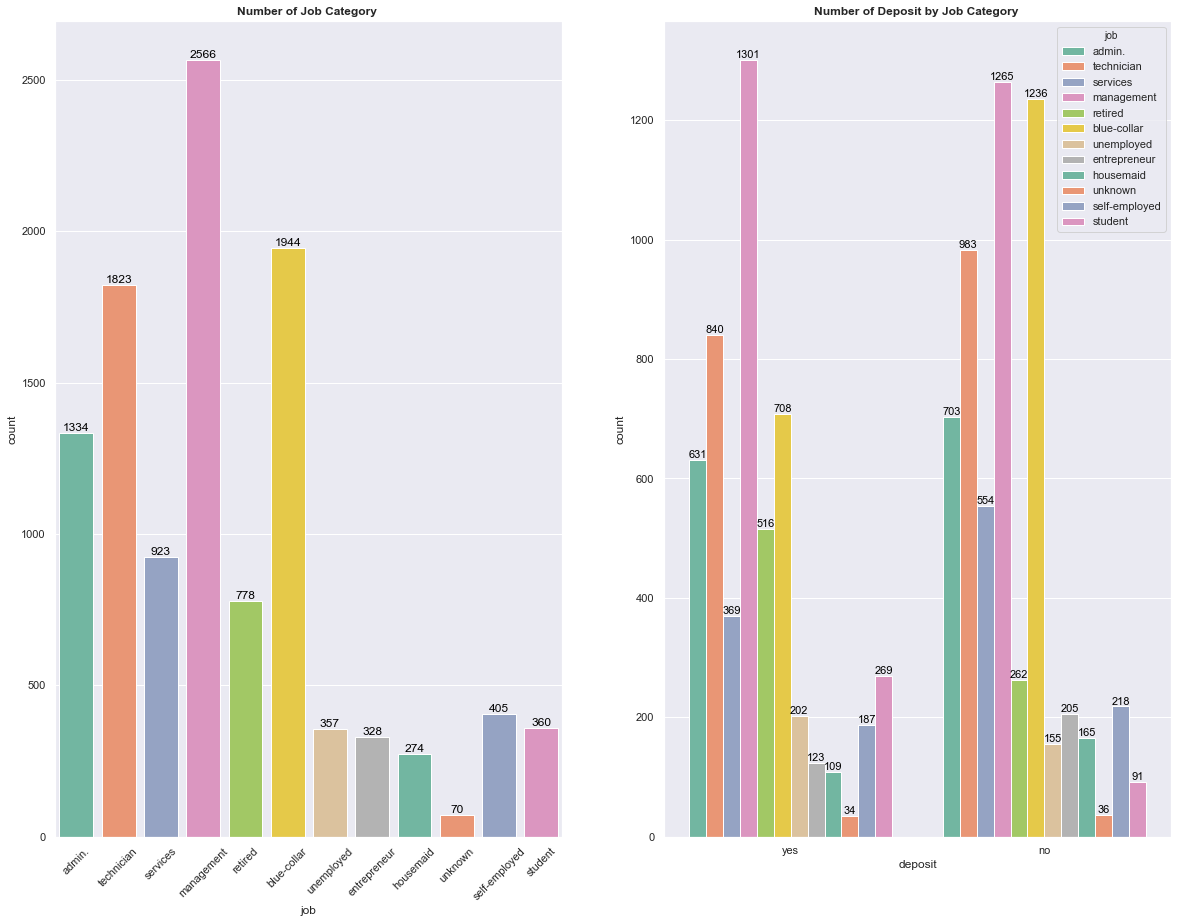 Number of Job Category
2500
2000
1500
1000
500
0
count
1334
1823
923
2566
778
1944
357
328
274
70
405
360
admin.
technician
services
management
retired
blue-collar
unemployed
entrepreneur
housemaid
unknown
self-employed
student
job
Number of Deposit by Job Category
1200
1000
800
600
400
200
0
count
631
840
369
1301
516
708
202
123
109
34
187
269
703
983
554
1265
262
1236
155
205
165
36
218
91
yes
no
deposit
job
admin.
technician
services
management
retired
blue-collar
unemployed
entrepreneur
housemaid
unknown
self-employed
student